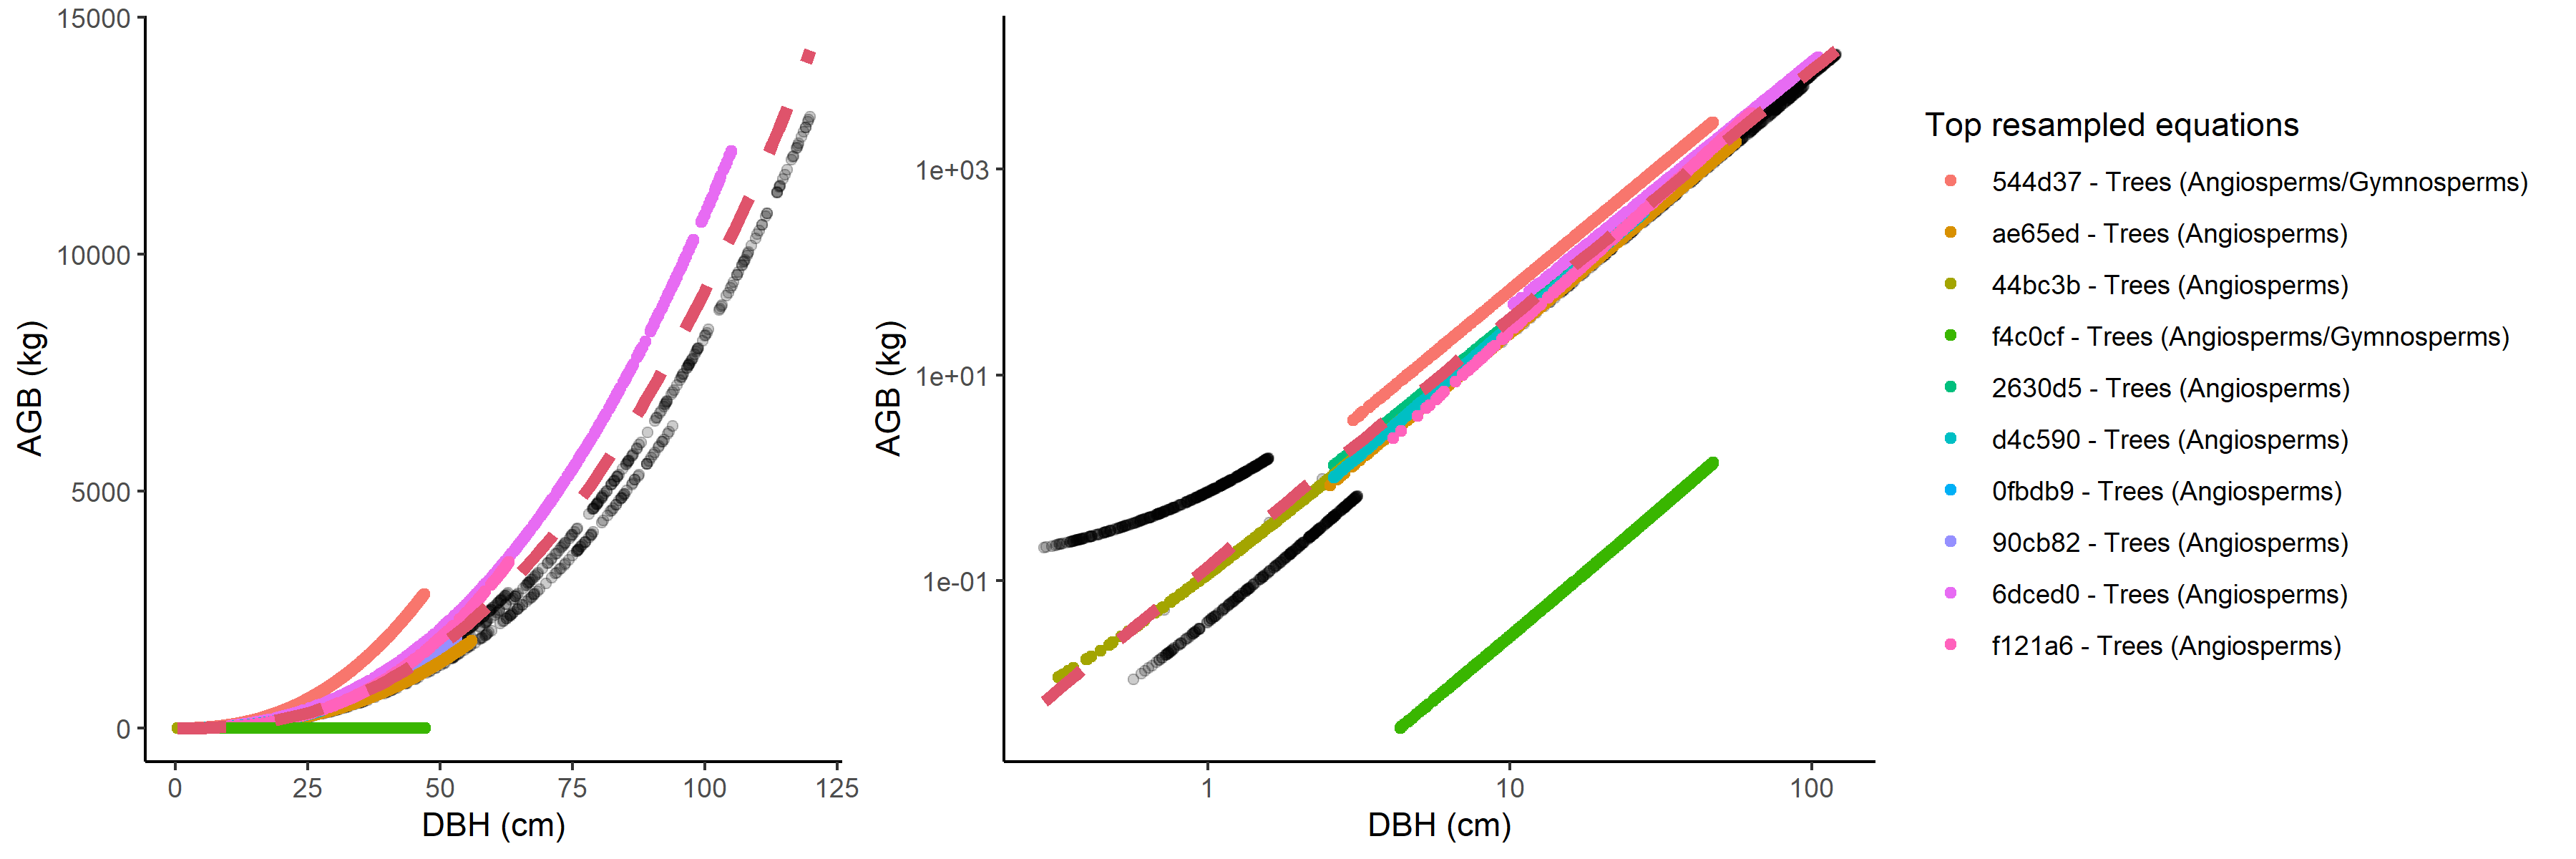 15000
10000
5000
0
AGB (kg)
0 25 50 75 100 125
DBH (cm)
1e+03
1e+01
1e-01
AGB (kg)
1 10 100
DBH (cm)
Top resampled equations
544d37 - Trees (Angiosperms/Gymnosperms)
ae65ed - Trees (Angiosperms)
44bc3b - Trees (Angiosperms)
f4c0cf - Trees (Angiosperms/Gymnosperms)
2630d5 - Trees (Angiosperms)
d4c590 - Trees (Angiosperms)
0fbdb9 - Trees (Angiosperms)
90cb82 - Trees (Angiosperms)
6dced0 - Trees (Angiosperms)
f121a6 - Trees (Angiosperms)